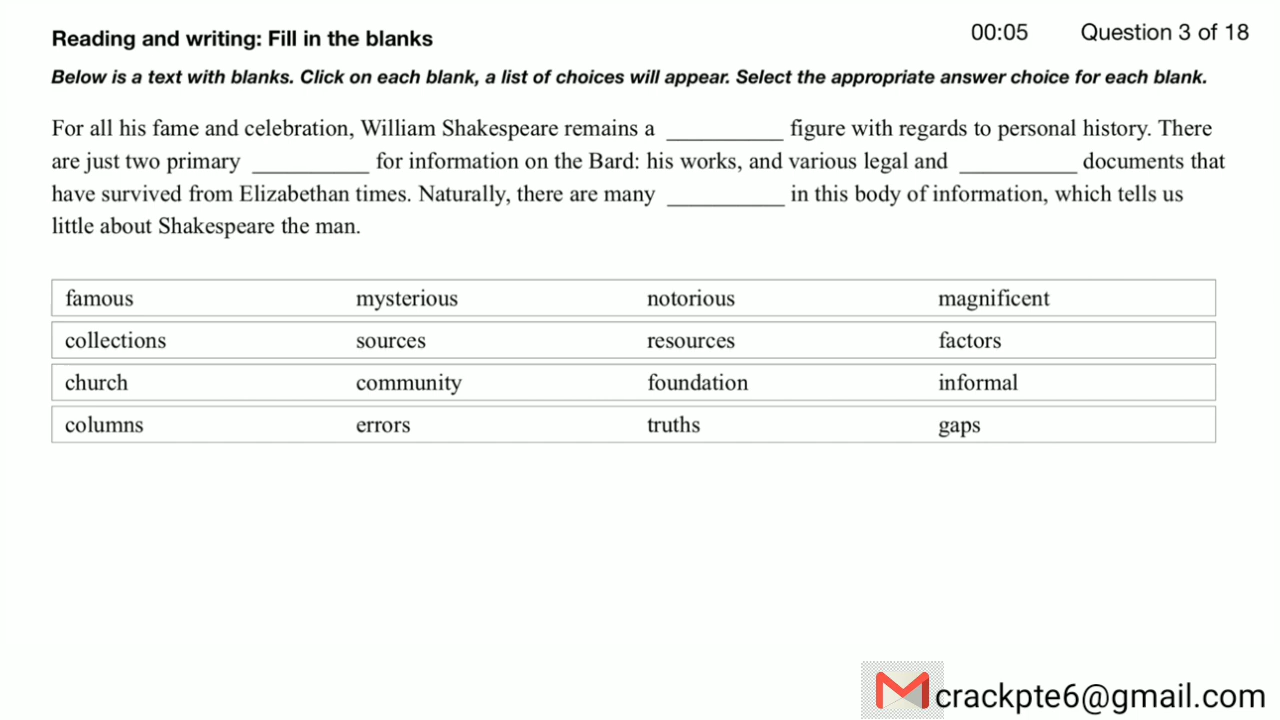 Reading and writing: Fill in the blanks
00:05 Question 3 of 18
Below is a text with blanks. Click on each blank, a list of choices will appear. Select the appropriate answer choice for each blank.
For all his fame and celebration, William Shakespeare remains a __________ figure with regards to personal history. There
are just two primary __________ for information on the Bard: his works, and various legal and __________ documents that
have survived from Elizabethan times. Naturally, there are many __________ in this body of information, which tells us
little about Shakespeare the man.
famous mysterious notorious magnificent
collections sources resources factors
church community foundation informal
columns errors truths gaps
crackpte6@gmail.com